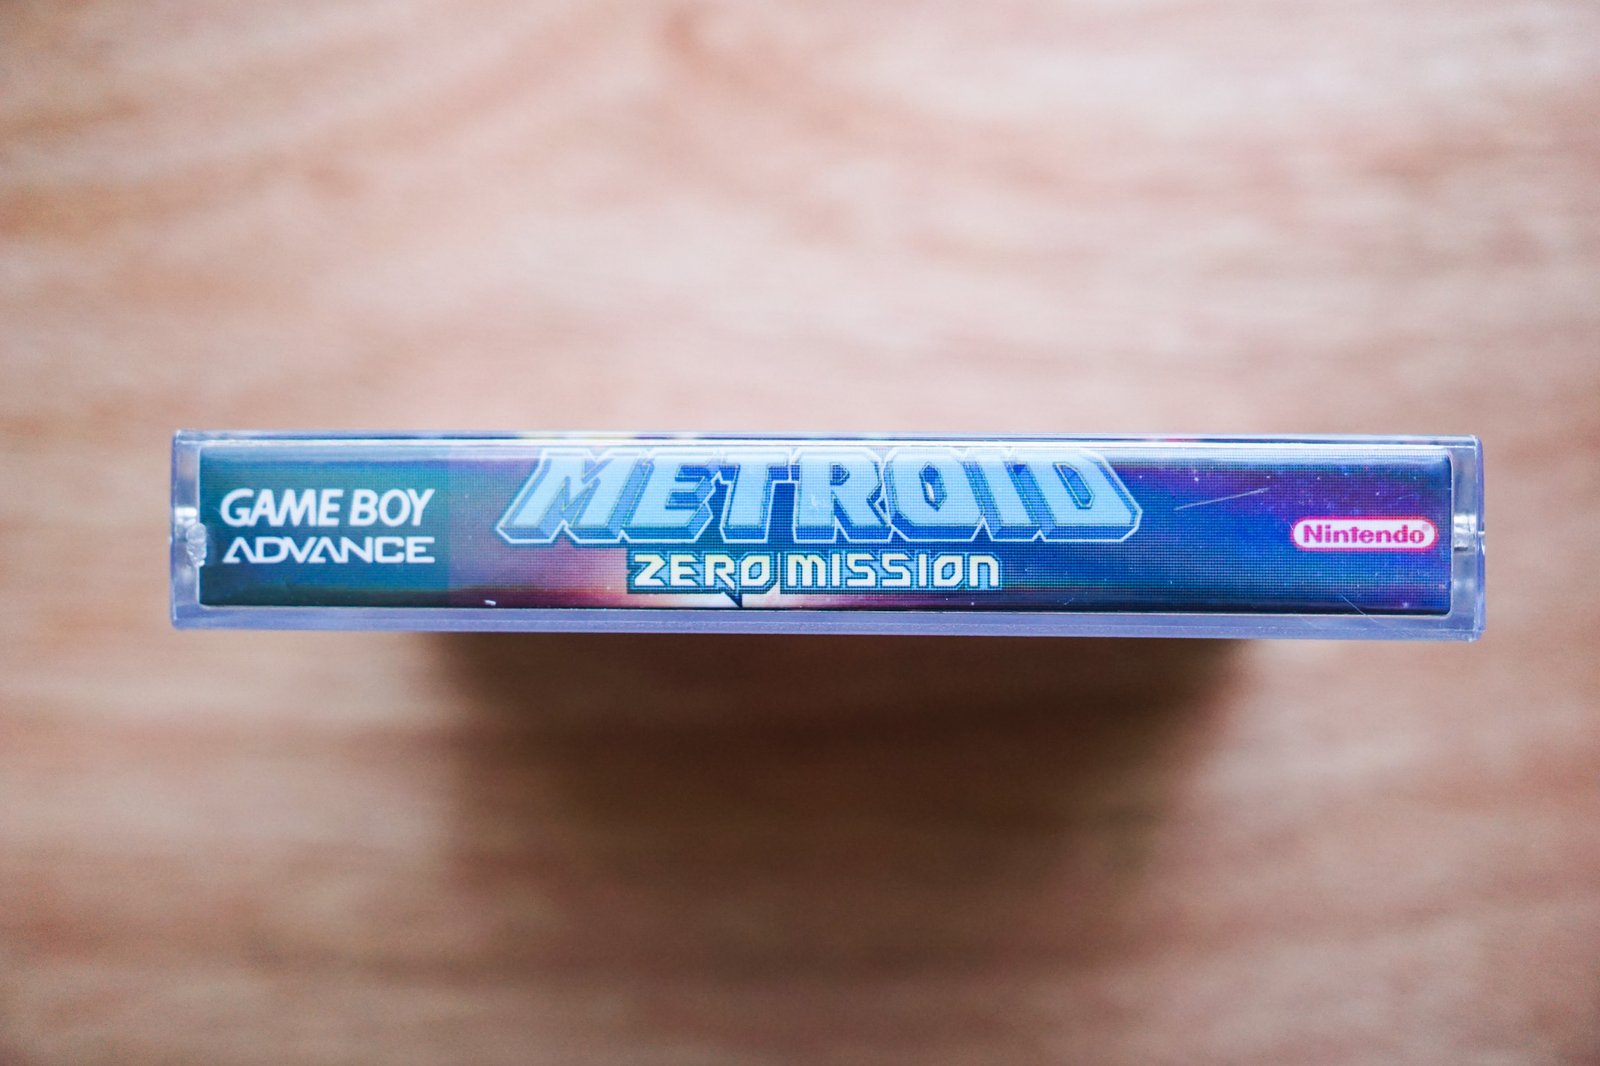 GAME BOY
ADVANCE
METROID
ZERO MISSION
Nintendo®